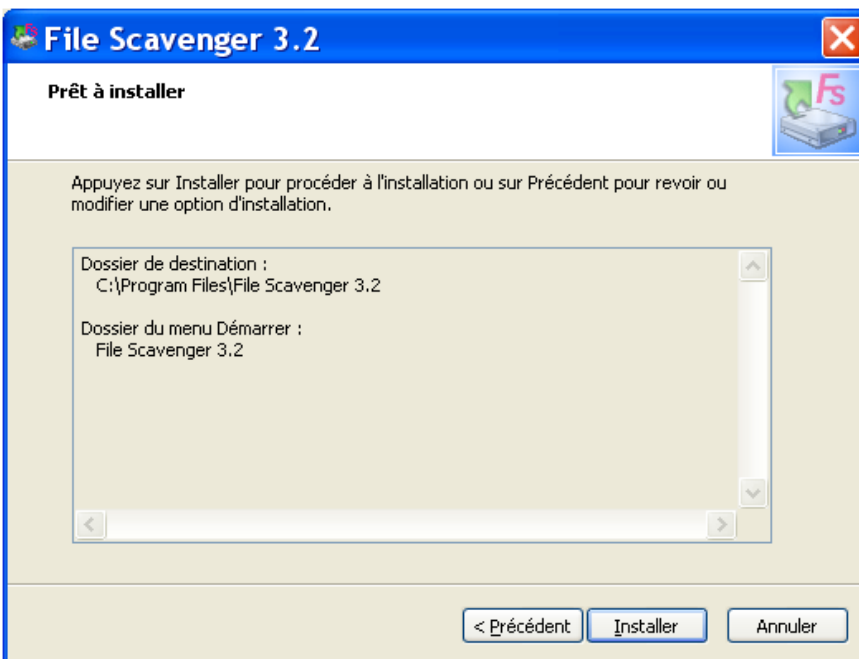 File Scavenger 3.2
Prêt à installer
Fs
Appuyez sur Installer pour procéder à l'installation ou sur Précédent pour revoir ou
modifier une option d'installation.
Dossier de destination :
C:\Program Files\File Scavenger 3.2
Dossier du menu Démarrer :
File Scavenger 3.2
< Précédent
Installer
Annuler